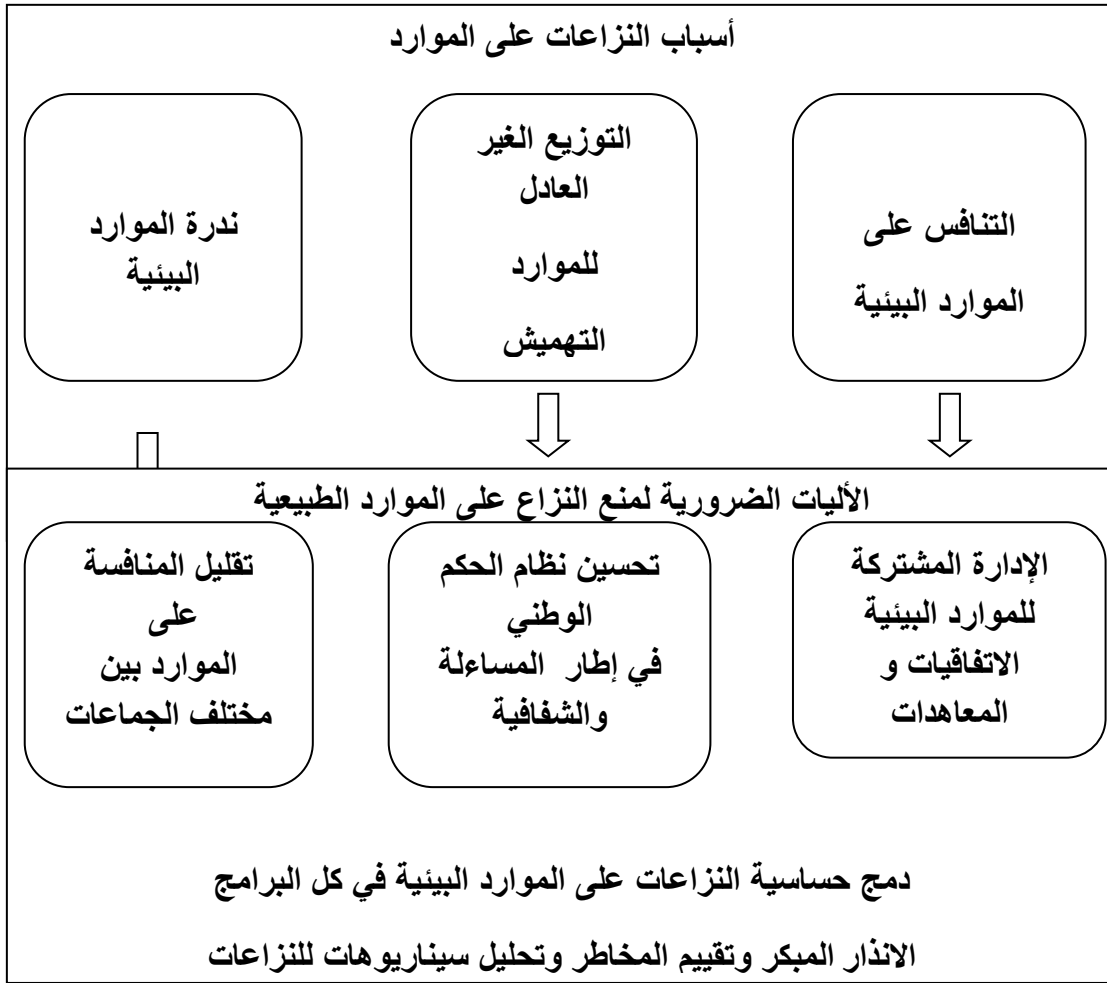 أسباب النزاعات على الموارد
التنافس على
الموارد البيئية
التوزيع الغير
العادل
للموارد
التهميش
ندرة الموارد
البيئية
الأليات الضرورية لمنع النزاع على الموارد الطبيعية
الإدارة المشتركة
للموارد البيئية
الاتفاقيات و
المعاهدات
تحسين نظام الحكم
الوطني
في إطار المساءلة
والشفافية
تقليل المنافسة
على
الموارد بين
مختلف الجماعات
دمج حساسية النزاعات على الموارد البيئية في كل البرامج
الانذار المبكر وتقييم المخاطر وتحليل سيناريوهات للنزاعات